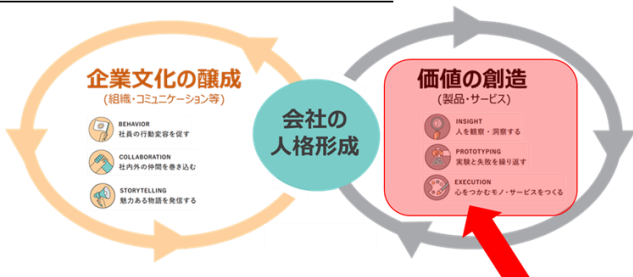 企業文化の醸成
(組織・コミュニケーション等)
BEHAVIOR
社員の行動変容を促す
COLLABORATION
社内外の仲間を巻き込む
STORYTELLING
魅力ある物語を発信する
会社の
人格形成
価値の創造
(製品・サービス)
INSIGHT
人を観察・洞察する
PROTOTYPING
実験と失敗を繰り返す
EXECUTION
心をつかむモノ・サービスをつくる